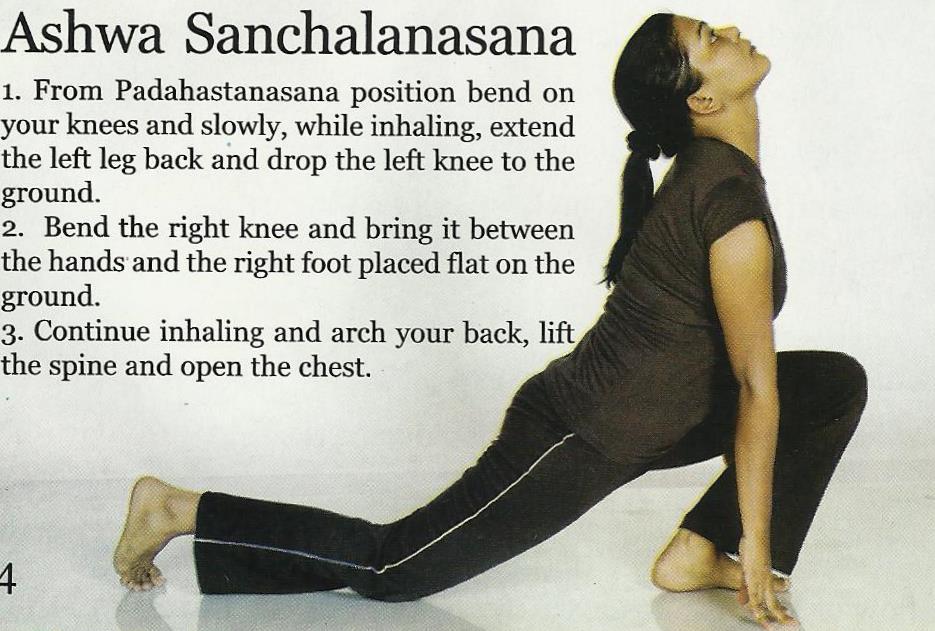 Ashwa Sanchalanasana
1. From Padahastanasana position bend on
your knees and slowly, while inhaling, extend
the left leg back and drop the left knee to the
ground.
2. Bend the right knee and bring it between
the hands and the right foot placed flat on the
ground.
3. Continue inhaling and arch your back, lift
the spine and open the chest.
4